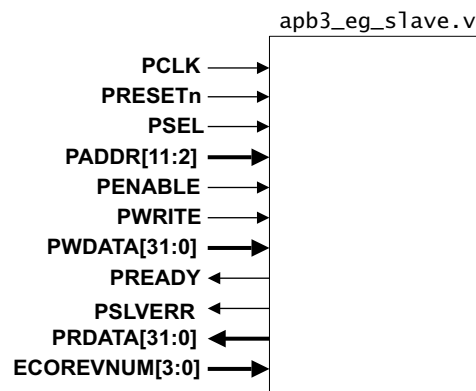 apb3_eg_slave.v
PCLK
PRESETn
PSEL
PADDR[11:2]
PENABLE
PWRITE
PWDATA[31:0]
PREADY
PSLVERR
PRDATA[31:0]
ECOREVNUM[3:0]